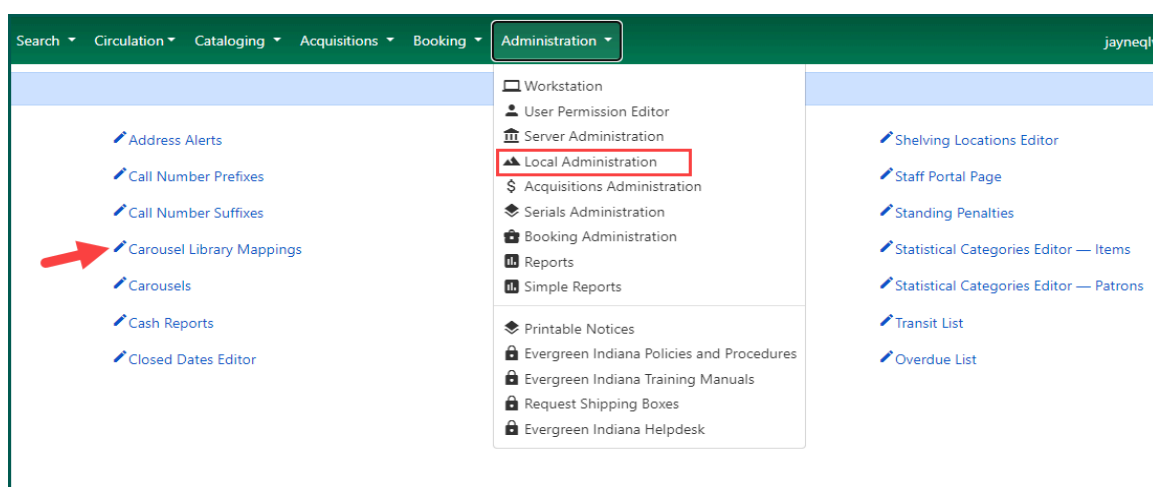 Search Circulation Cataloging Acquisitions Booking Administration
Workstation
User Permission Editor
Server Administration
Local Administration
$ Acquisitions Administration
Serials Administration
Booking Administration
Reports
Simple Reports
Printable Notices
Evergreen Indiana Policies and Procedures
Evergreen Indiana Training Manuals
Request Shipping Boxes
Evergreen Indiana Helpdesk
Address Alerts
Call Number Prefixes
Call Number Suffixes
Carousel Library Mappings
Carousels
Cash Reports
Closed Dates Editor
Shelving Locations Editor
Staff Portal Page
Standing Penalties
Statistical Categories Editor — Items
Statistical Categories Editor — Patrons
Transit List
Overdue List